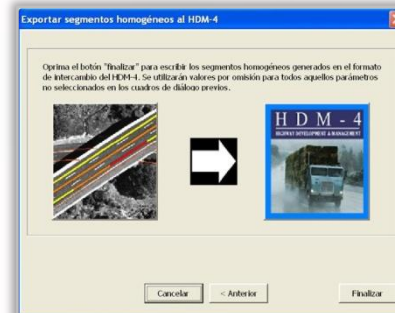 Exportar segmentos homogéneos al HDM-4
Oprima el botón "finalizar" para escribir los segmentos homogéneos generados en el formato
de intercambio del HDM-4. Se utilizarán valores por omisión para todos aquellos parámetros
no seleccionados en los cuadros de diálogo previos.
H D M - 4
HIGHWAY DEVELOPMENT & MANAGEMENT
Cancelar
< Anterior
Finalizar